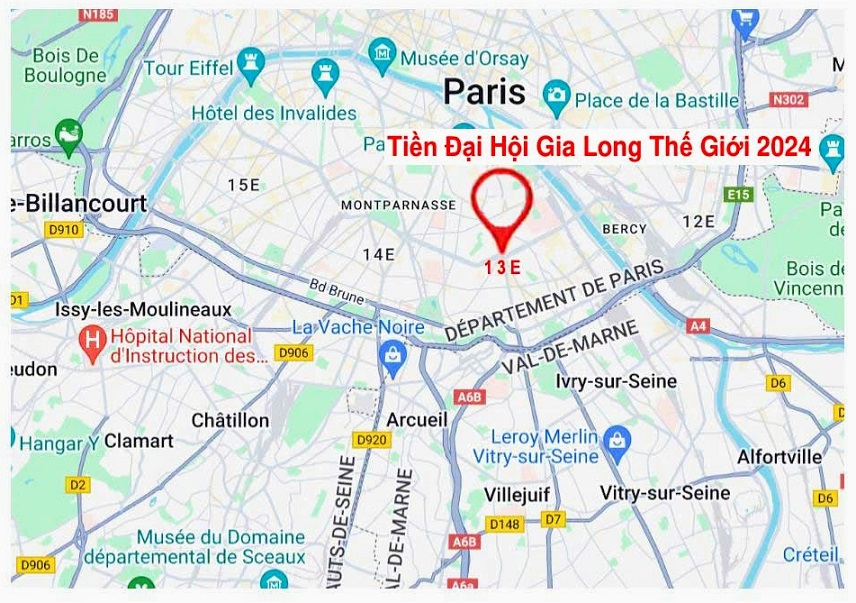 N185
Bois De
Boulogne
Tour Eiffel
Musée d'Orsay
Paris
Hôtel des Invalides
Place de la Bastille
N302
M
arros
Pa
Tiền Đại Hội Gia Long Thế Giới 2024
15E
E15
e-Billancourt
MONTPARNASSE
Pa
de
D910
BERCY
12E
14E
13E
Bois de
Vincenn
DÉPARTEMENT DE PARIS
Bd Brune
D1
Issy-les-Moulineaux
La Vache Noire
A4
VAL-DE-MARNE
H
Hôpital National
d'Instruction des...
D906
eudon
Ivry-sur-Seine
D6
A6B
Châtillon
Arcueil
D
Hangar Y
Clamart
D920
Leroy Merlin
Vitry-sur-Seine
Alfortville
D2
Villejuif
Vitry-sur-Seine
D6
D148
D7
AUTS-DE-SEINE
AL-DE-MARNE
Musée du Domaine
départemental de Sceaux
A6B
Créteil
D906
A6a